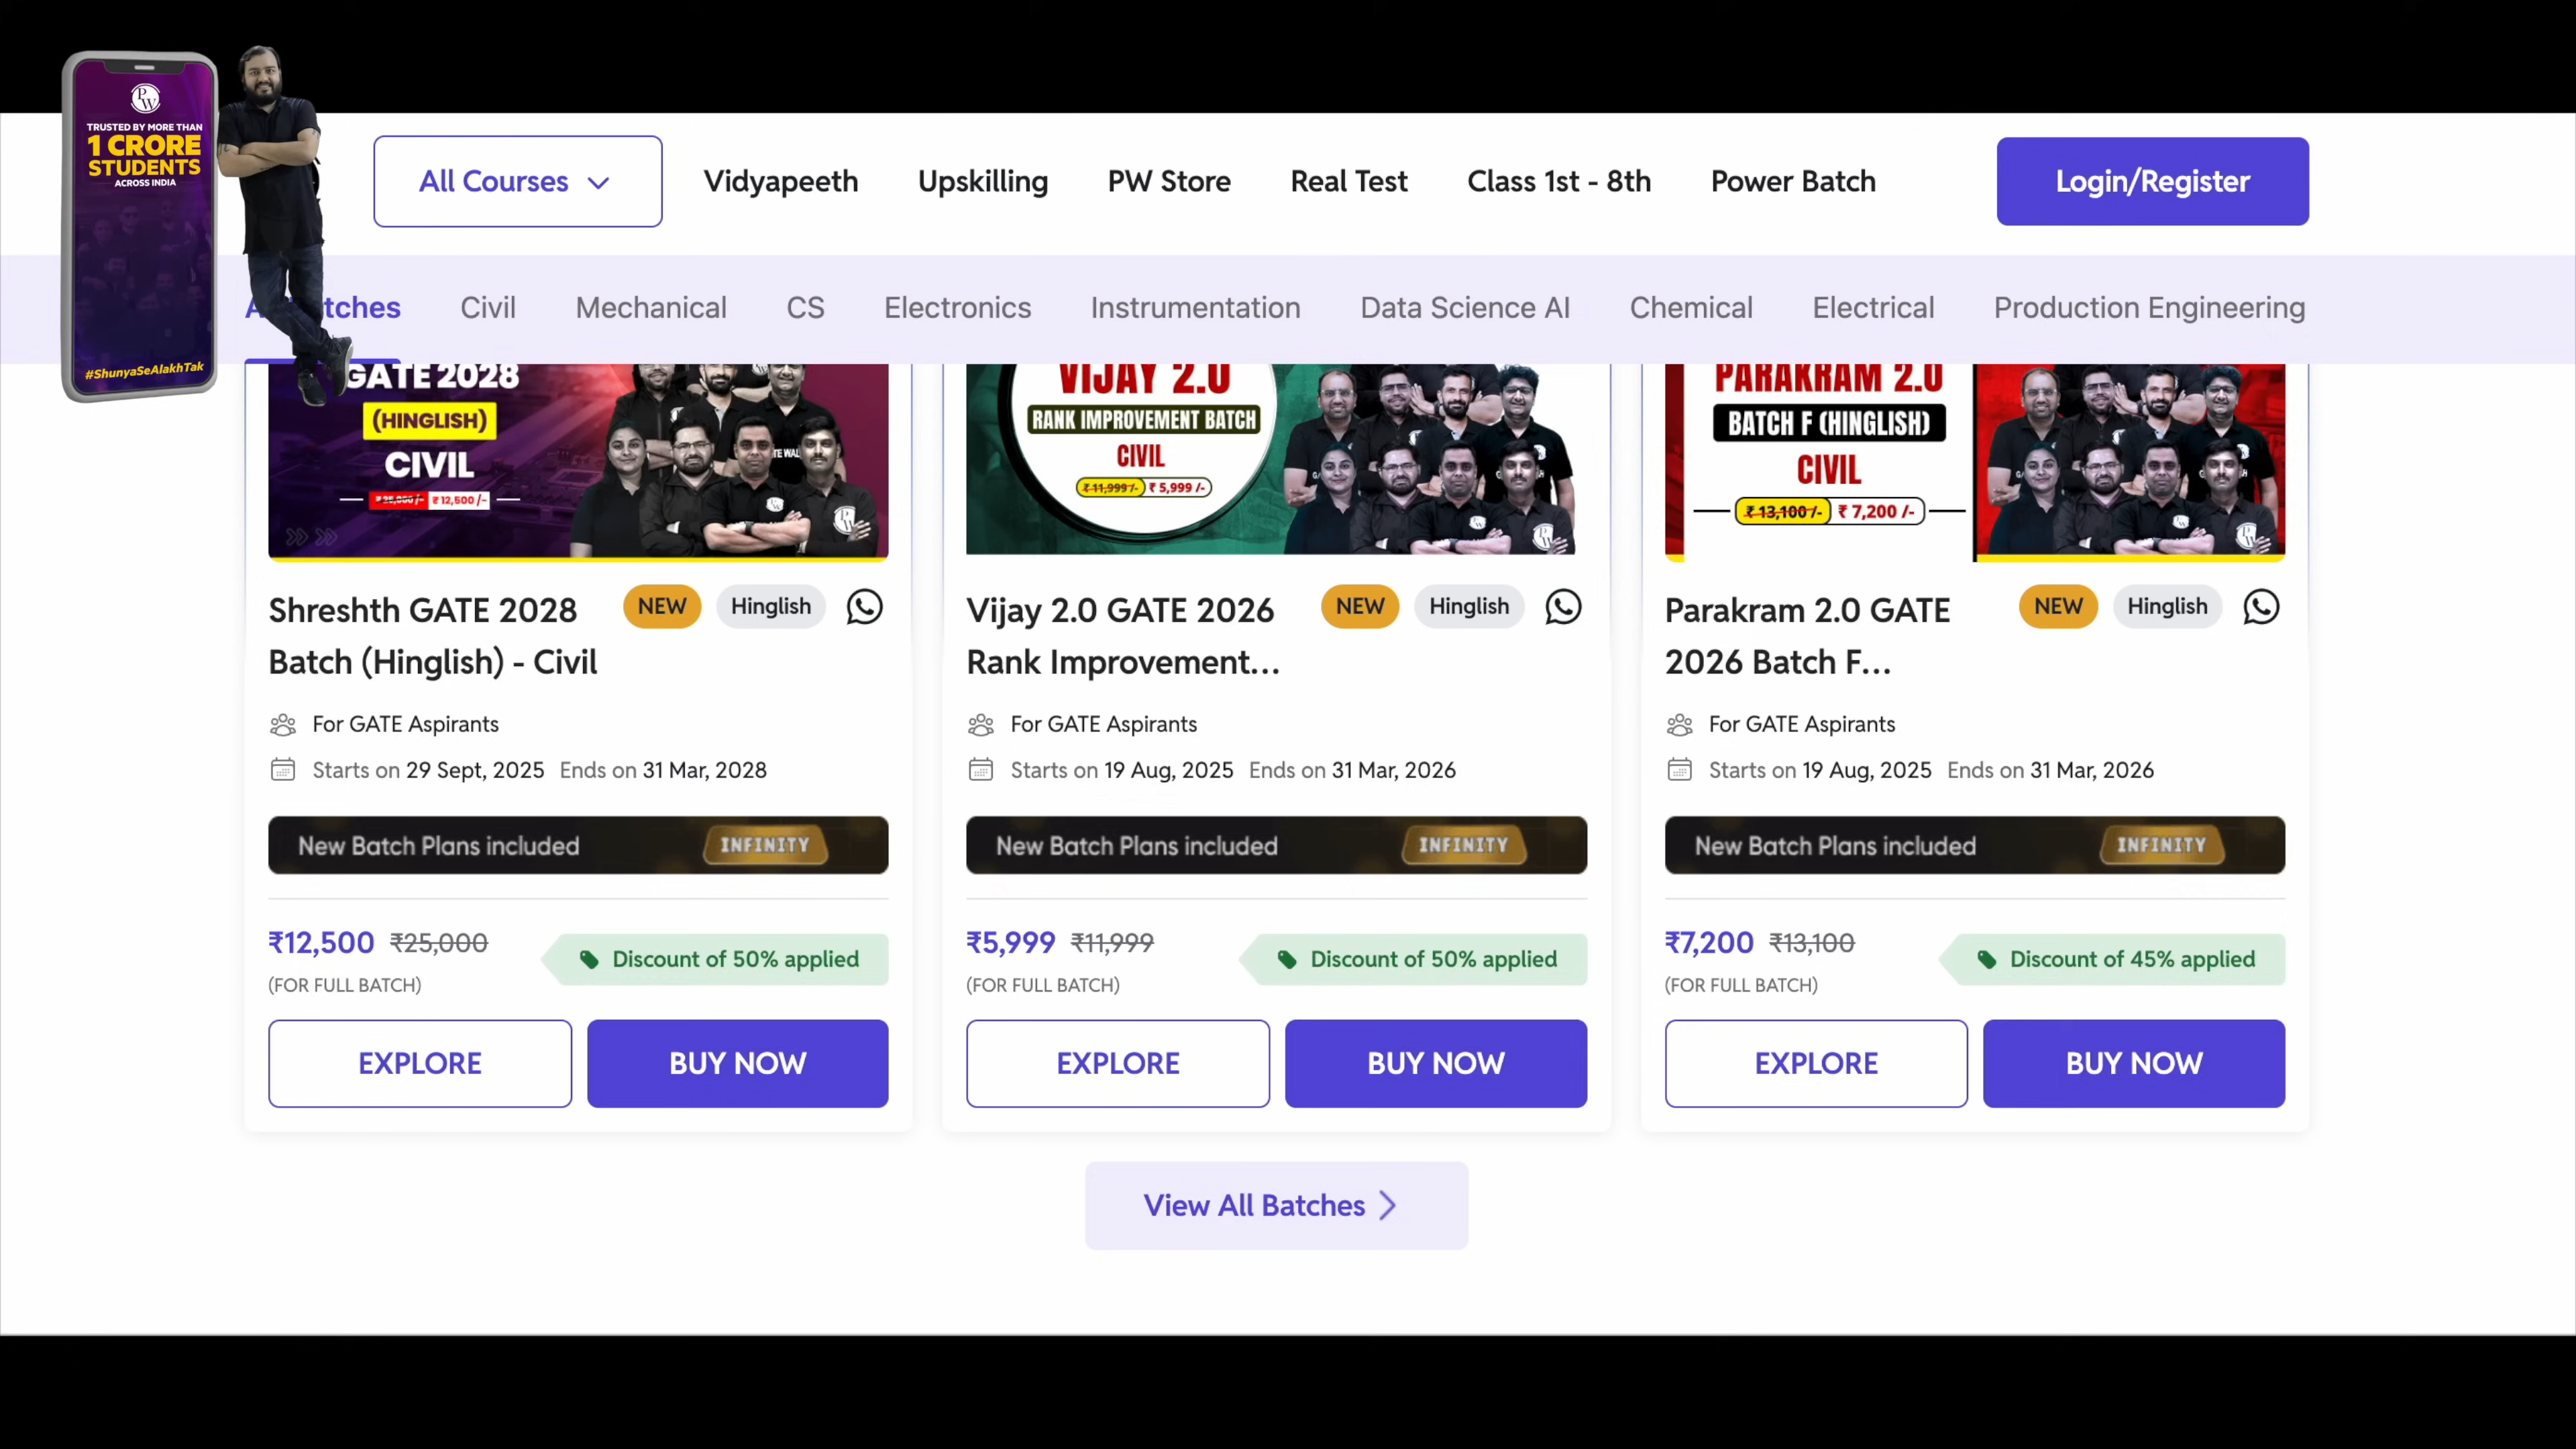 PW
TRUSTED BY MORE THAN
1 CRORE
STUDENTS
ACROSS INDIA
#ShunyaSeAlakhTak
All Courses
Vidyapeeth
Upskilling
PW Store
Real Test
Class 1st - 8th
Power Batch
Login/Register
tches
Civil
Mechanical
CS
Electronics
Instrumentation
Data Science AI
Chemical
Electrical
Production Engineering
GATE 2028
(HINGLISH)
CIVIL
₹25,000/- ₹12,500/-
VIJAY 2.0
RANK IMPROVEMENT BATCH
CIVIL
₹11,999/- ₹5,999/-
PARAKRAM 2.0
BATCH F (HINGLISH)
CIVIL
₹ 13,100/- ₹ 7,200 /-
Shreshth GATE 2028
Batch (Hinglish) - Civil
NEW
Hinglish
For GATE Aspirants
Starts on 29 Sept, 2025 Ends on 31 Mar, 2028
New Batch Plans included
INFINITY
₹12,500 ₹25,000
(FOR FULL BATCH)
Discount of 50% applied
EXPLORE
BUY NOW
Vijay 2.0 GATE 2026
Rank Improvement...
NEW
Hinglish
For GATE Aspirants
Starts on 19 Aug, 2025 Ends on 31 Mar, 2026
New Batch Plans included
INFINITY
₹5,999 ₹11,999
(FOR FULL BATCH)
Discount of 50% applied
EXPLORE
BUY NOW
Parakram 2.0 GATE
2026 Batch F...
NEW
Hinglish
For GATE Aspirants
Starts on 19 Aug, 2025 Ends on 31 Mar, 2026
New Batch Plans included
INFINITY
₹7,200 ₹13,100
(FOR FULL BATCH)
Discount of 45% applied
EXPLORE
BUY NOW
View All Batches